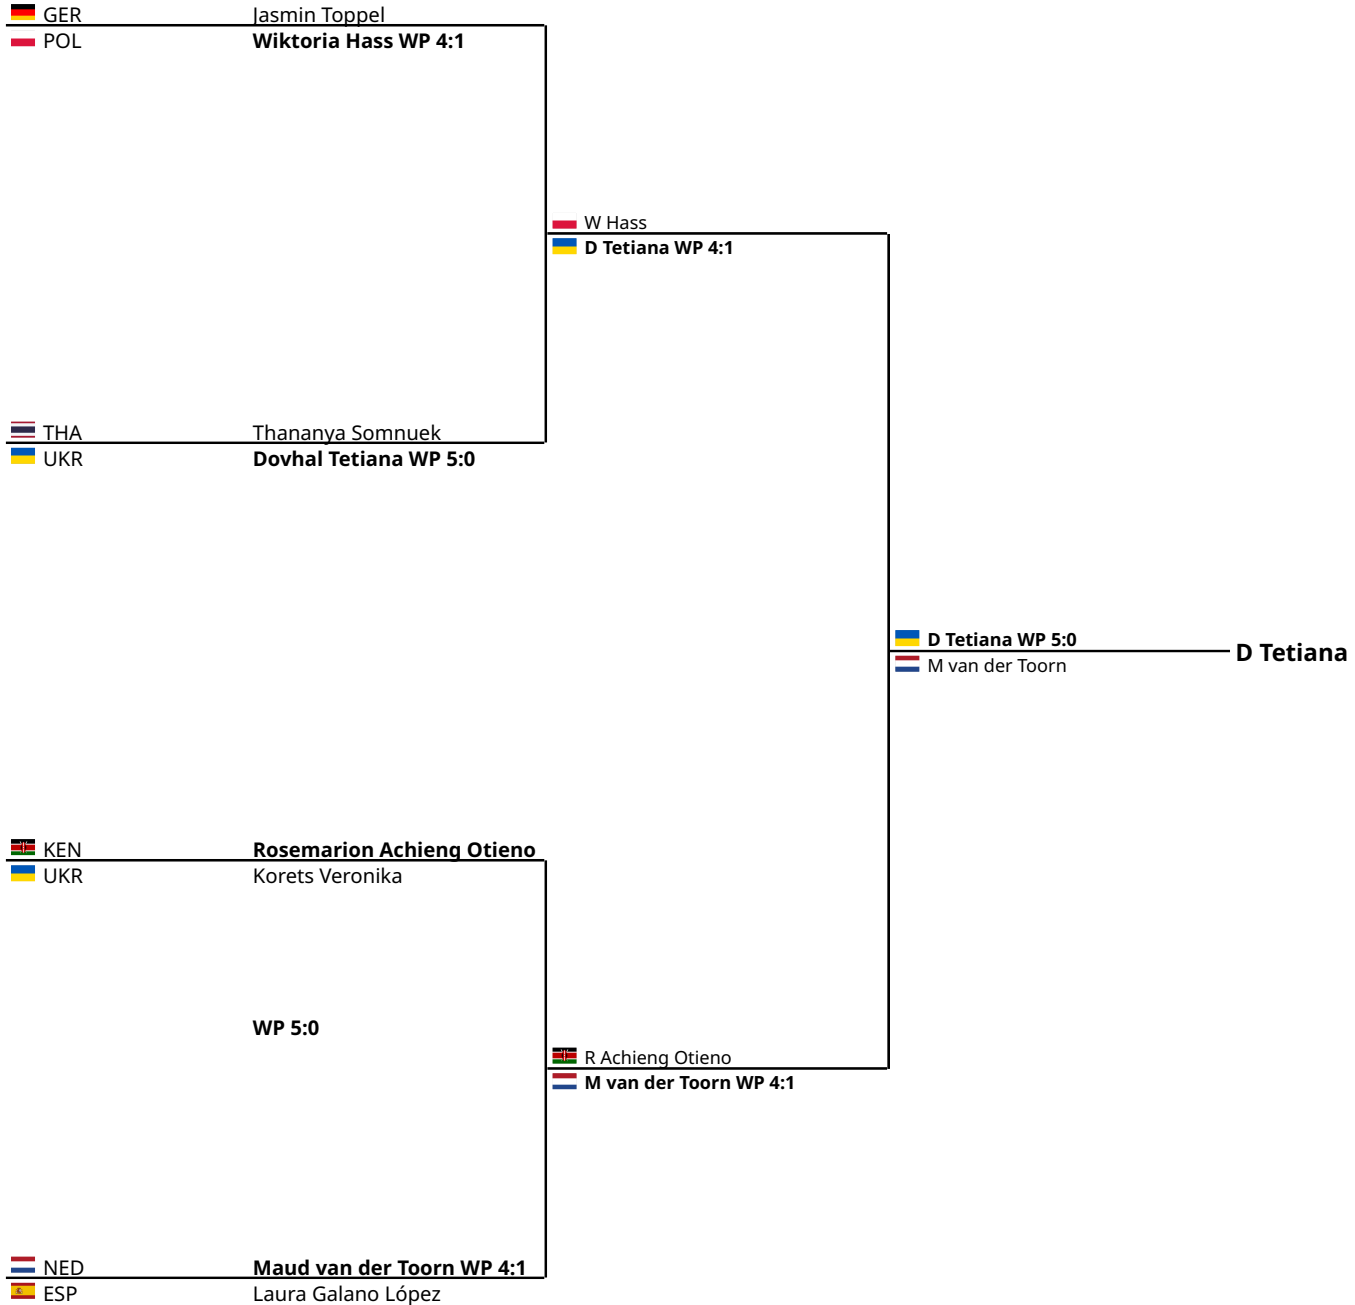 GER Jasmin Toppel
POL Wiktoria Hass WP 4:1
W Hass
D Tetiana WP 4:1
THA Thananya Somnuek
UKR Dovhal Tetiana WP 5:0
D Tetiana WP 5:0
D Tetiana
M van der Toorn
KEN Rosemarion Achieng Otieno
UKR Korets Veronika
WP 5:0
R Achieng Otieno
M van der Toorn WP 4:1
NED Maud van der Toorn WP 4:1
ESP Laura Galano López